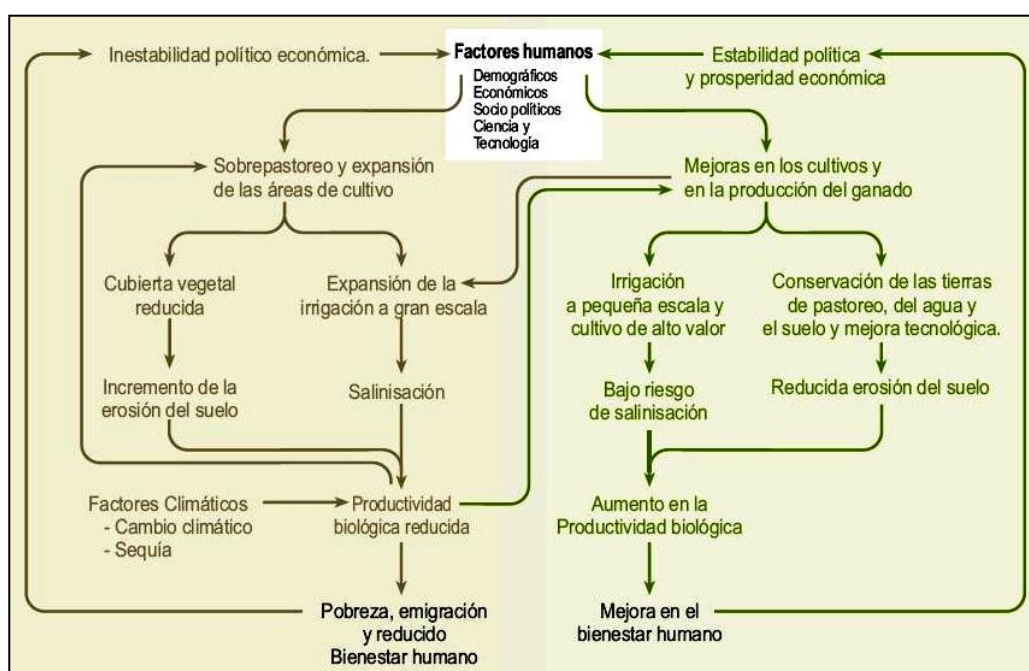 Inestabilidad político económica.
Factores humanos
Demográficos
Económicos
Socio políticos
Ciencia y
Tecnología
Estabilidad política
y prosperidad económica
Sobrepastoreo y expansión
de las áreas de cultivo
Mejoras en los cultivos y
en la producción del ganado
Cubierta vegetal
reducida
Expansión de la
irrigación a gran escala
Irrigación
a pequeña escala y
cultivo de alto valor
Conservación de las tierras
de pastoreo, del agua y
el suelo y mejora tecnológica.
Incremento de la
erosión del suelo
Salinisación
Bajo riesgo
de salinisación
Reducida erosión del suelo
Factores Climáticos
- Cambio climático
- Sequía
Productividad
biológica reducida
Aumento en la
Productividad biológica
Pobreza, emigración
y reducido
Bienestar humano
Mejora en el
bienestar humano